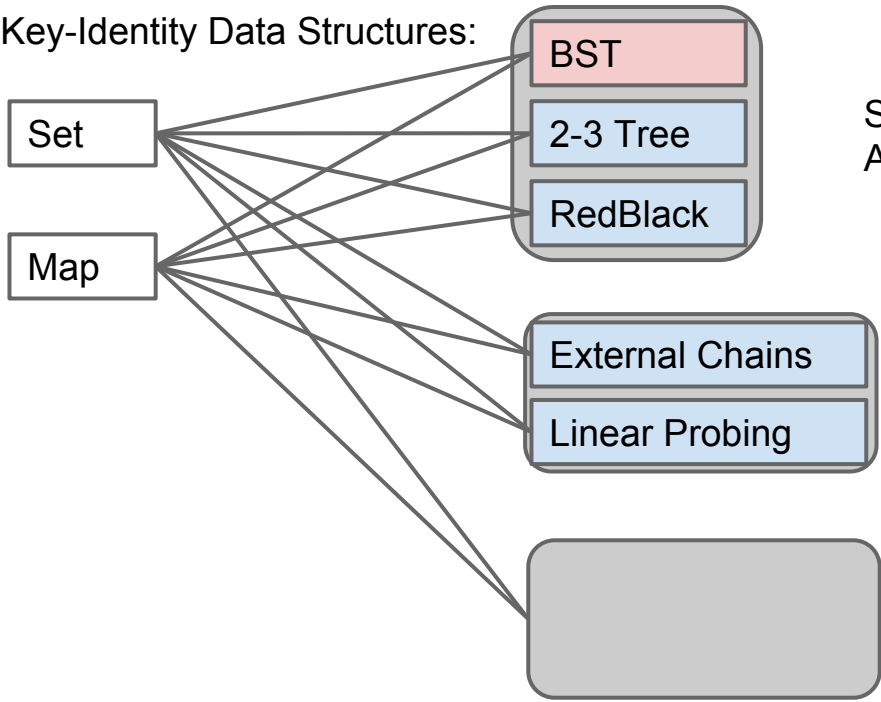 Key-Identity Data Structures:
BST
Set
2-3 Tree
RedBlack
Map
External Chains
Linear Probing
S
A